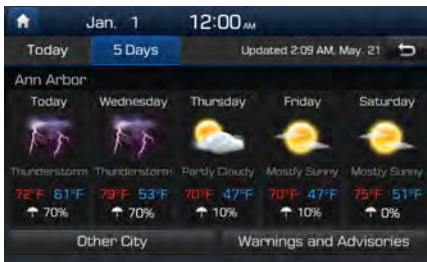 Jan. 1 12:00 AM
Today 5 Days Updated 2:09 AM, May. 21
Ann Arbor
Today Wednesday Thursday Friday Saturday
Thunderstorm Thunderstorm Partly Cloudy Mostly Sunny Mostly Sunny
72°F 61°F 79°F 53°F 70°F 47°F 70°F 47°F 75°F 51°F
70% 70% 10% 10% 0%
Other City Warnings and Advisories